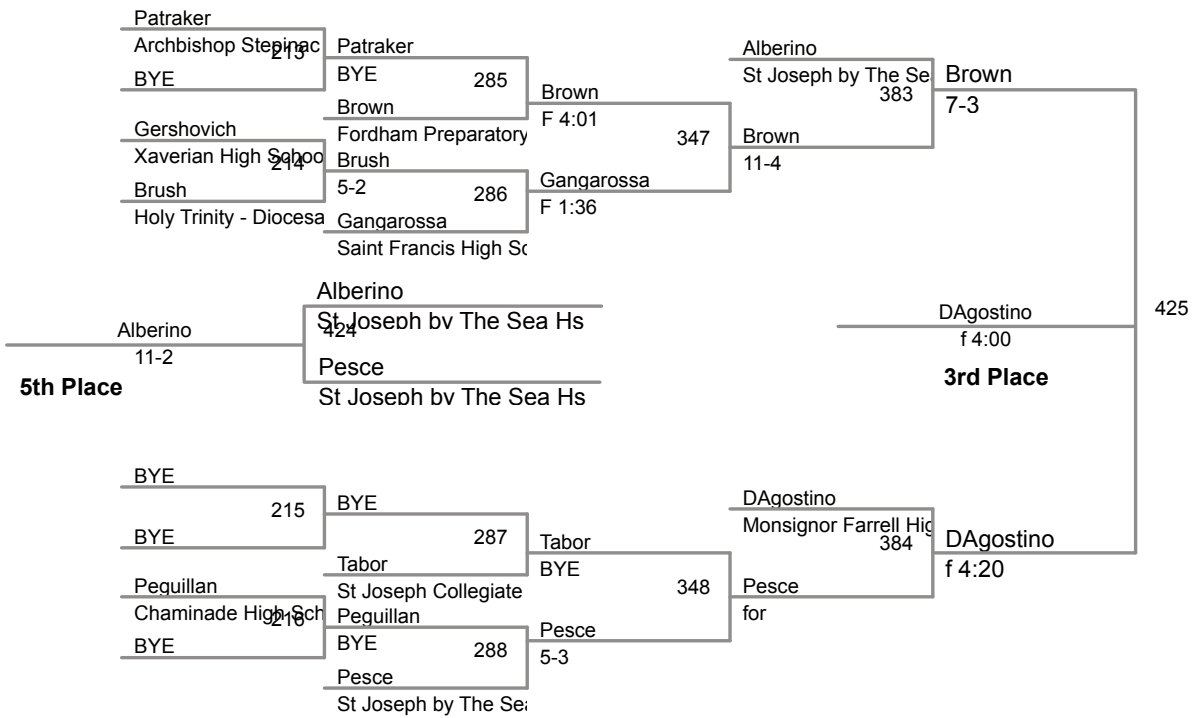 Patraker
Archbishop Stepinac
213
BYE
Patraker
BYE
285
Brown
Fordham Preparatory
Gershovich
Xaverian High Schoo
214
Brush
Holy Trinity - Diocesa
Brush
5-2
286
Gangarossa
Saint Francis High Sc
Brown
F 4:01
347
Gangarossa
F 1:36
Alberino
St Joseph by The Se
383
Brown
11-4
Brown
7-3
Alberino
St Joseph by The Sea Hs
424
Pesce
St Joseph by The Sea Hs
Alberino
11-2
5th Place
DAgostino
f 4:00
3rd Place
425
BYE
215
BYE
BYE
287
Tabor
St Joseph Collegiate
Peguillan
Chaminade High Sch
216
BYE
Peguillan
BYE
288
Pesce
St Joseph by The Sea
Tabor
BYE
348
Pesce
5-3
DAgostino
Monsignor Farrell Hig
384
Pesce
for
DAgostino
f 4:20